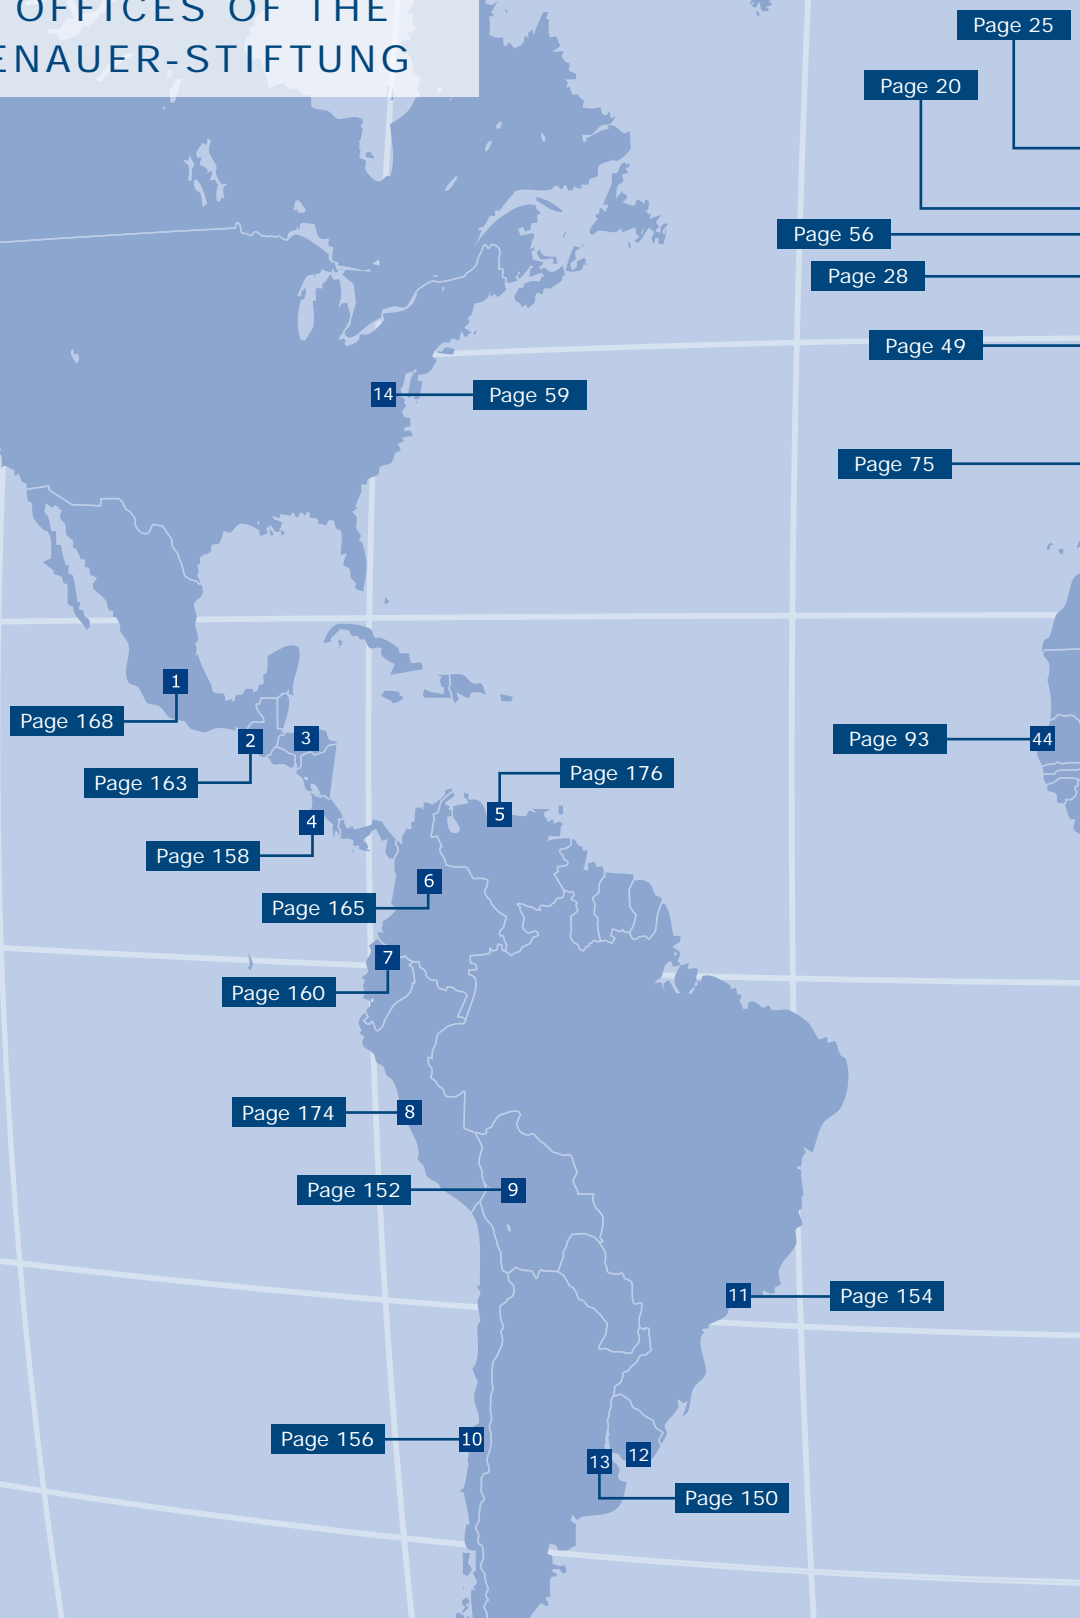 OFFICES OF THE
ENAUER-STIFTUNG
Page 25
Page 20
Page 56
Page 28
Page 49
14
Page 59
Page 75
1
Page 168
2
3
Page 93
44
Page 163
Page 176
5
4
Page 158
6
Page 165
7
Page 160
Page 174
8
Page 152
9
11
Page 154
Page 156
10
13
12
Page 150